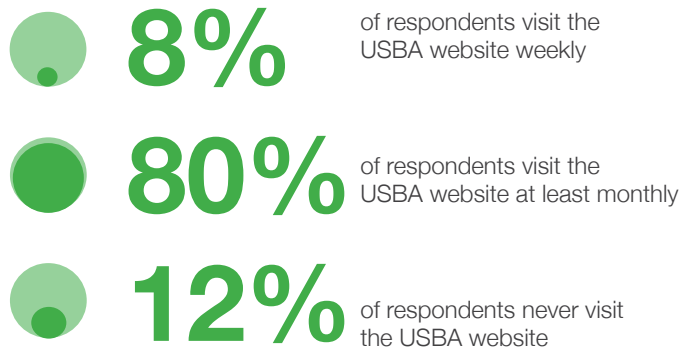 8%
of respondents visit the
USBA website weekly
80%
of respondents visit the
USBA website at least monthly
12%
of respondents never visit
the USBA website